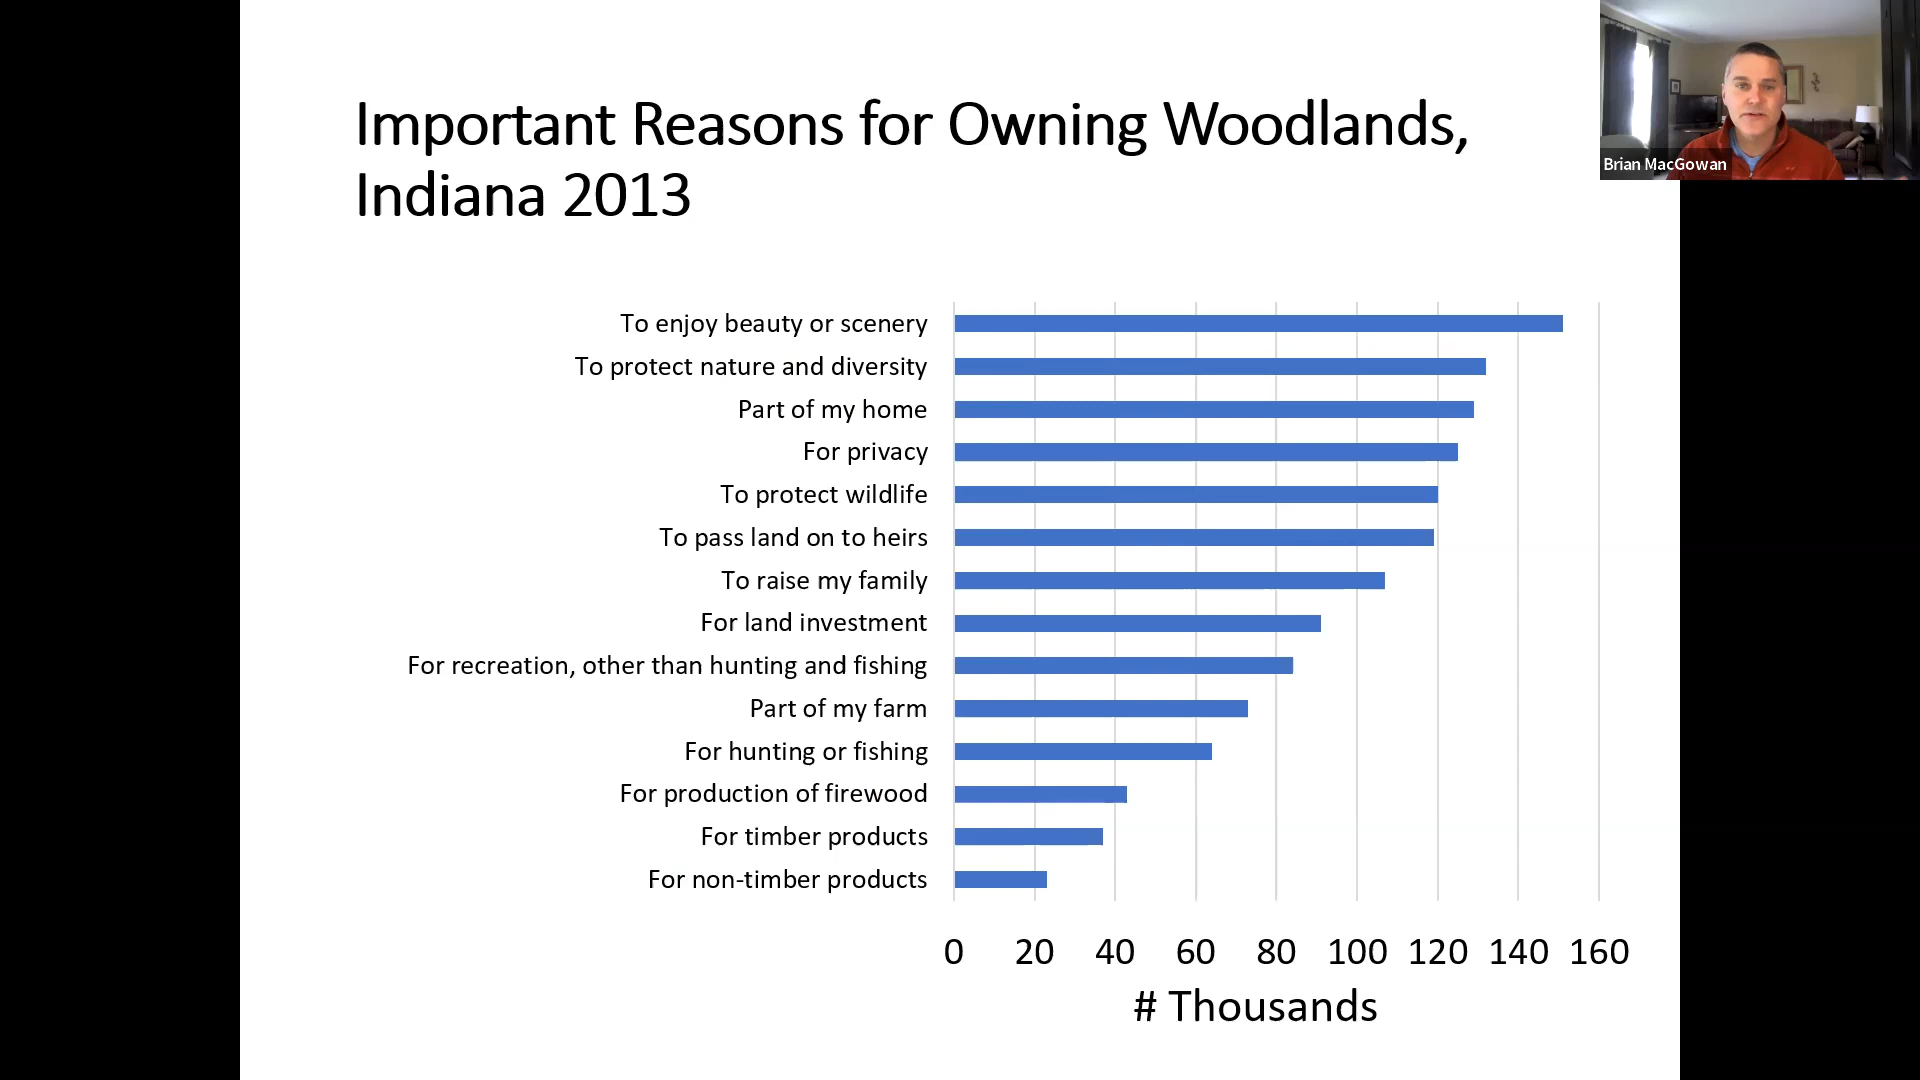 Important Reasons for Owning Woodlands,
Indiana 2013
Brian MacGowan
To enjoy beauty or scenery
To protect nature and diversity
Part of my home
For privacy
To protect wildlife
To pass land on to heirs
To raise my family
For land investment
For recreation, other than hunting and fishing
Part of my farm
For hunting or fishing
For production of firewood
For timber products
For non-timber products
0 20 40 60 80 100 120 140 160
# Thousands